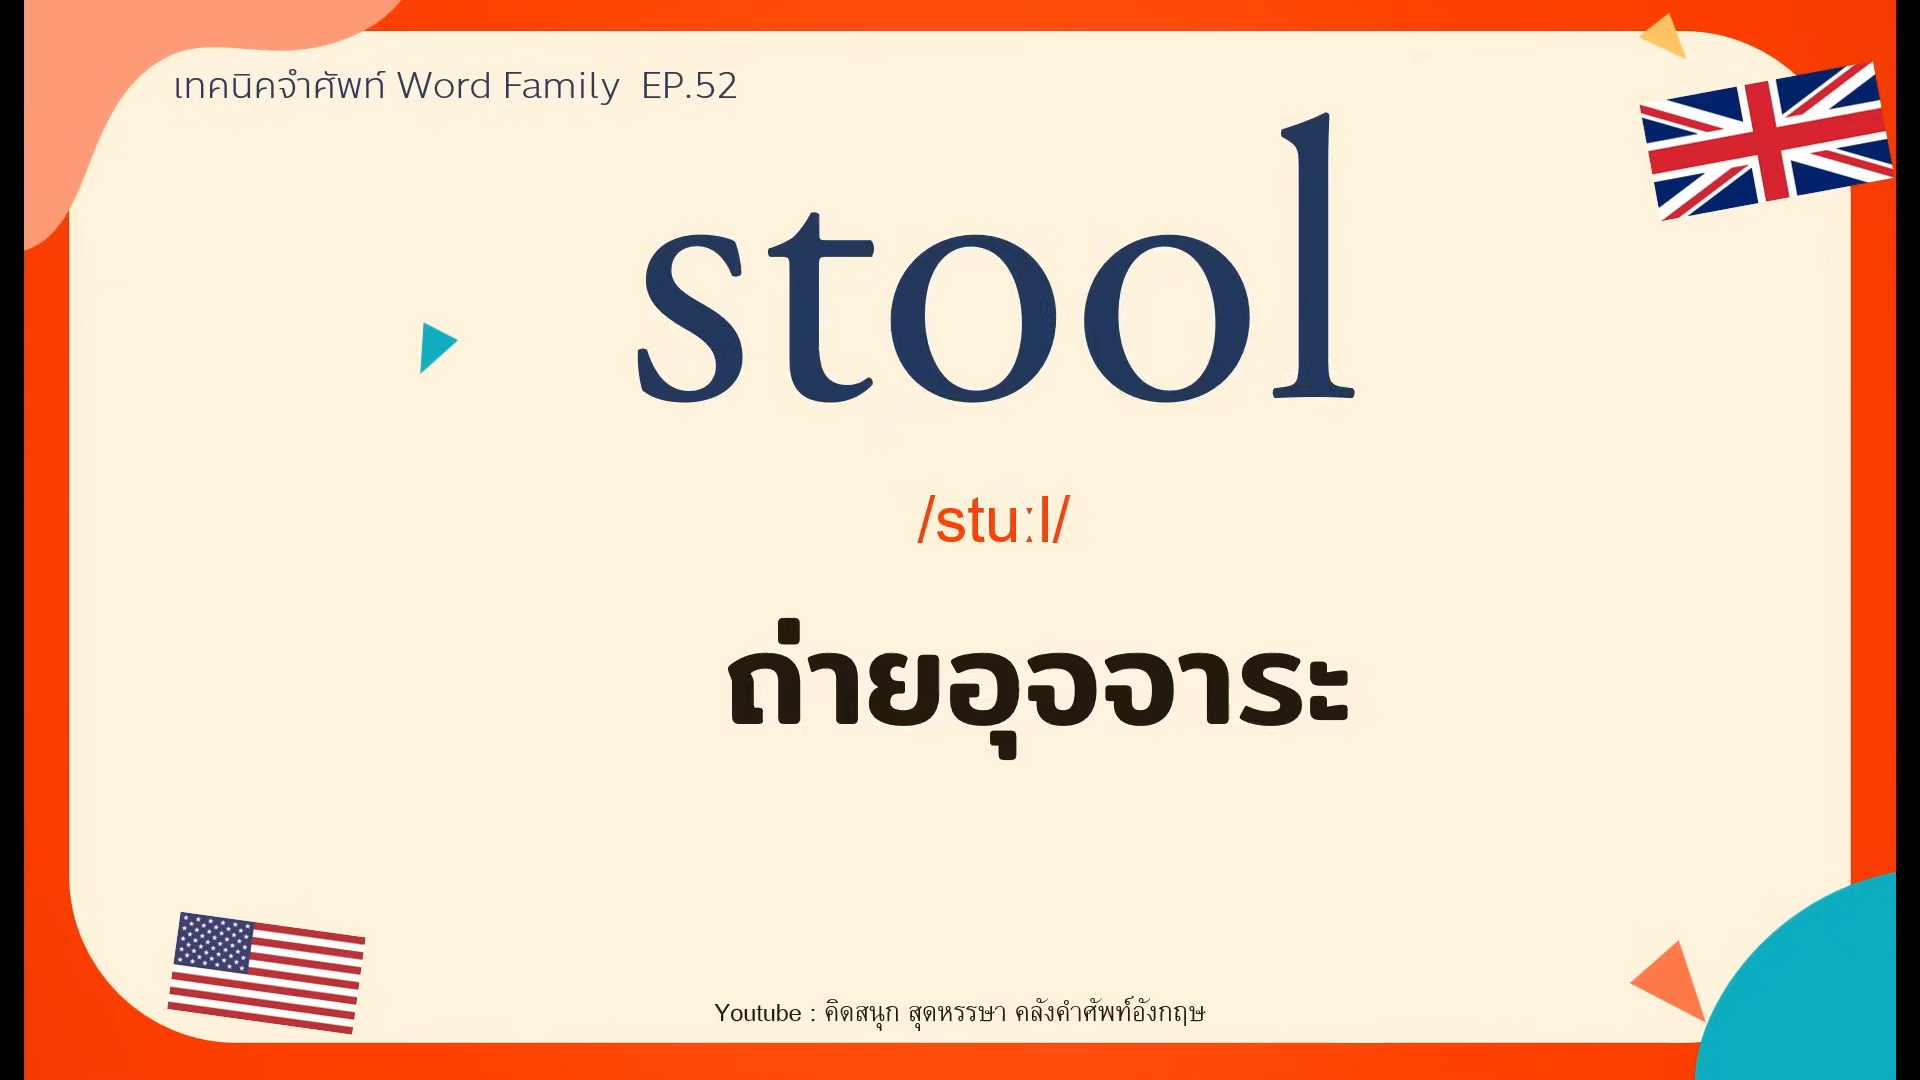 เทคนิคจำศัพท์ Word Family EP.52
stool
/stuːl/
ถ่ายอุจจาระ
Youtube : คิดสนุก สุดหรรษา คลังคำศัพท์อังกฤษ